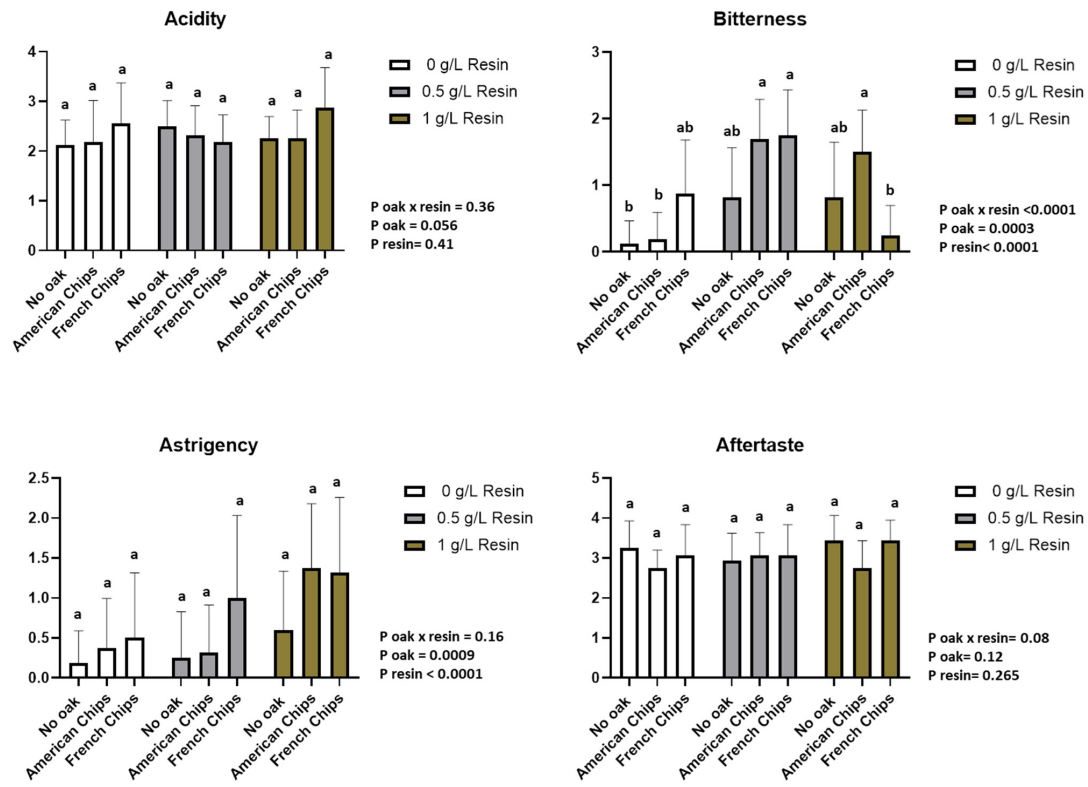 Acidity
4
3
2
1
0
a
a
a
a
a
a
a
a
a
No oak
American Chips
French Chips
No oak
American Chips
French Chips
No oak
American Chips
French Chips
0 g/L Resin
0.5 g/L Resin
1 g/L Resin
P oak x resin = 0.36
P oak = 0.056
P resin= 0.41
Bitterness
3
2
1
0
b
b
ab
ab
a
a
ab
a
b
No oak
American Chips
French Chips
No oak
American Chips
French Chips
No oak
American Chips
French Chips
0 g/L Resin
0.5 g/L Resin
1 g/L Resin
P oak x resin <0.0001
P oak = 0.0003
P resin< 0.0001
Astrigency
2.5
2.0
1.5
1.0
0.5
0.0
a
a
a
a
a
a
a
a
a
No oak
American Chips
French Chips
No oak
American Chips
French Chips
No oak
American Chips
French Chips
0 g/L Resin
0.5 g/L Resin
1 g/L Resin
P oak x resin = 0.16
P oak = 0.0009
P resin < 0.0001
Aftertaste
5
4
3
2
1
0
a
a
a
a
a
a
a
a
a
No oak
American Chips
French Chips
No oak
American Chips
French Chips
No oak
American Chips
French Chips
0 g/L Resin
0.5 g/L Resin
1 g/L Resin
P oak x resin= 0.08
P oak= 0.12
P resin= 0.265